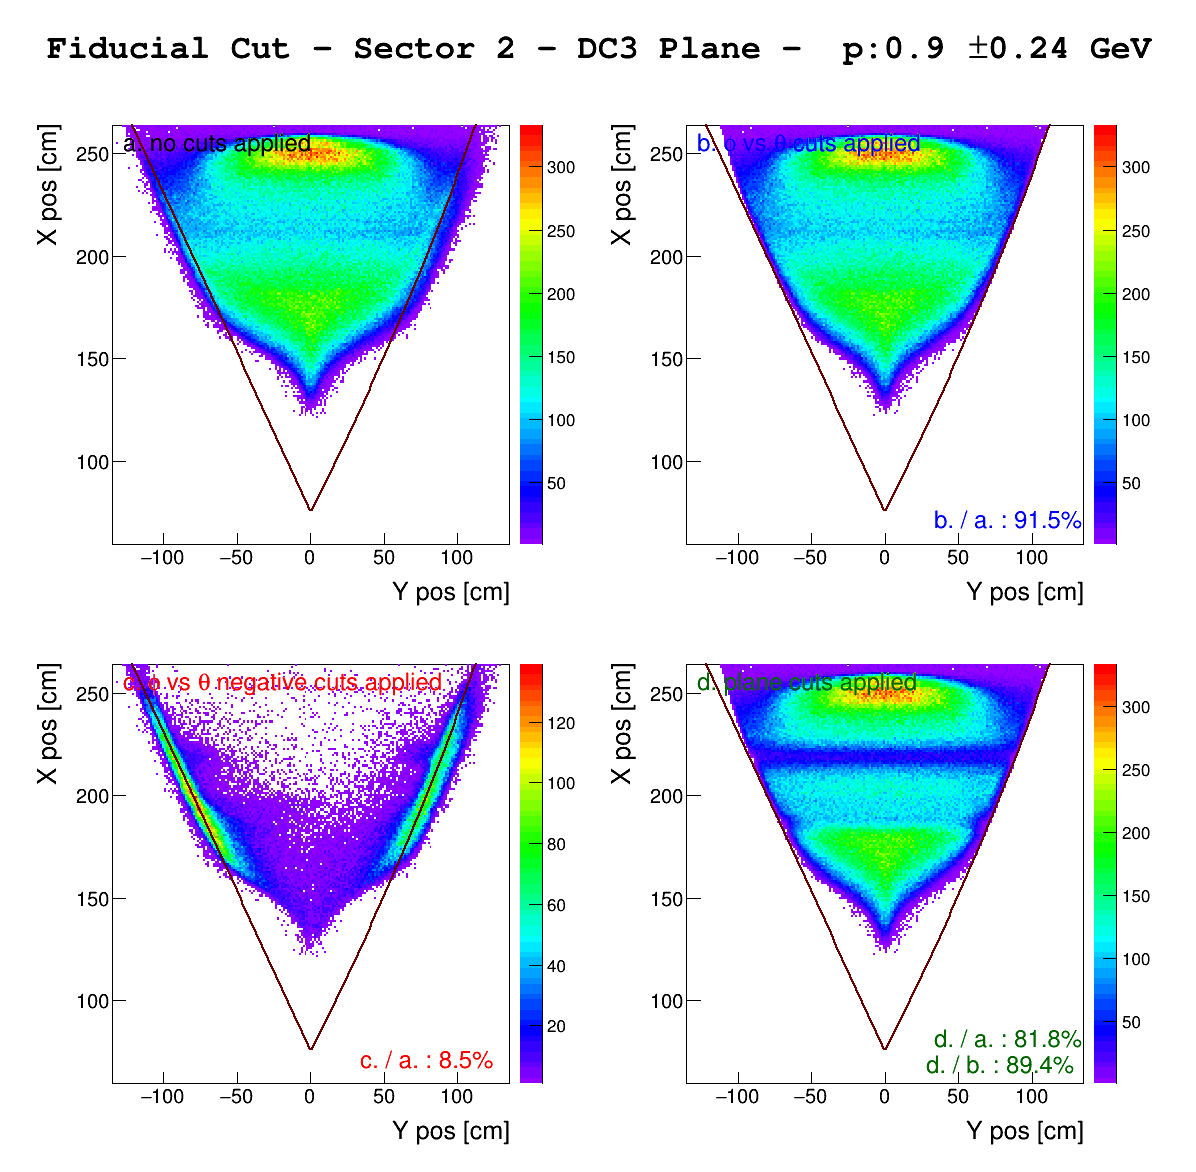 Fiducial Cut – Sector 2 – DC3 Plane – p:0.9 ±0.24 GeV
a. no cuts applied
X pos [cm]
250
200
150
100
−100 −50 0 50 100
Y pos [cm]
300
250
200
150
100
50
b. ϕ vs θ cuts applied
X pos [cm]
250
200
150
100
b. / a. : 91.5%
−100 −50 0 50 100
Y pos [cm]
300
250
200
150
100
50
c. ϕ vs θ negative cuts applied
X pos [cm]
250
200
150
100
c. / a. : 8.5%
−100 −50 0 50 100
Y pos [cm]
120
100
80
60
40
20
d. plane cuts applied
X pos [cm]
250
200
150
100
d. / a. : 81.8%
d. / b. : 89.4%
−100 −50 0 50 100
Y pos [cm]
300
250
200
150
100
50